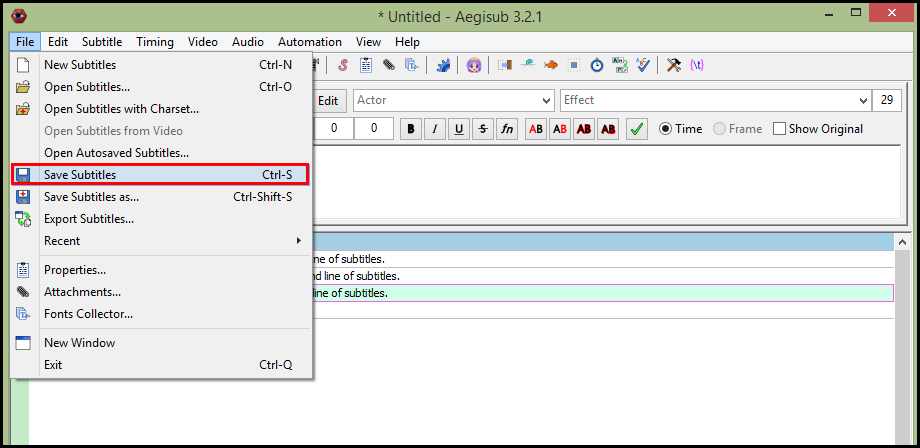 * Untitled - Aegisub 3.2.1
File Edit Subtitle Timing Video Audio Automation View Help
New Subtitles Ctrl-N
Open Subtitles... Ctrl-O
Open Subtitles with Charset...
Open Subtitles from Video
Open Autosaved Subtitles...
Save Subtitles Ctrl-S
Save Subtitles as... Ctrl-Shift-S
Export Subtitles...
Recent
Properties...
Attachments...
Fonts Collector...
New Window
Exit Ctrl-Q
S {\t}
Edit Actor Effect 29
0 0 B I U S fn AB AB AB AB Time Frame Show Original
line of subtitles.
line of subtitles.
line of subtitles.